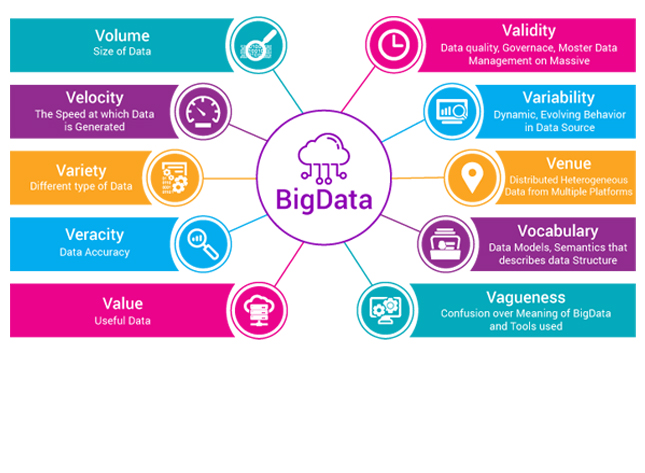 Volume
Size of Data
Velocity
The Speed at which Data
is Generated
Variety
Different type of Data
Veracity
Data Accuracy
Value
Useful Data
BigData
Validity
Data quality, Governace, Moster Data
Management on Massive
Variability
Dynamic, Evolving Behavior
in Data Source
Venue
Distributed Heterogeneous
Data from Multiple Platforms
Vocabulary
Data Models, Semantics that
describes data Structure
Vagueness
Confusion over Meaning of BigData
and Tools used